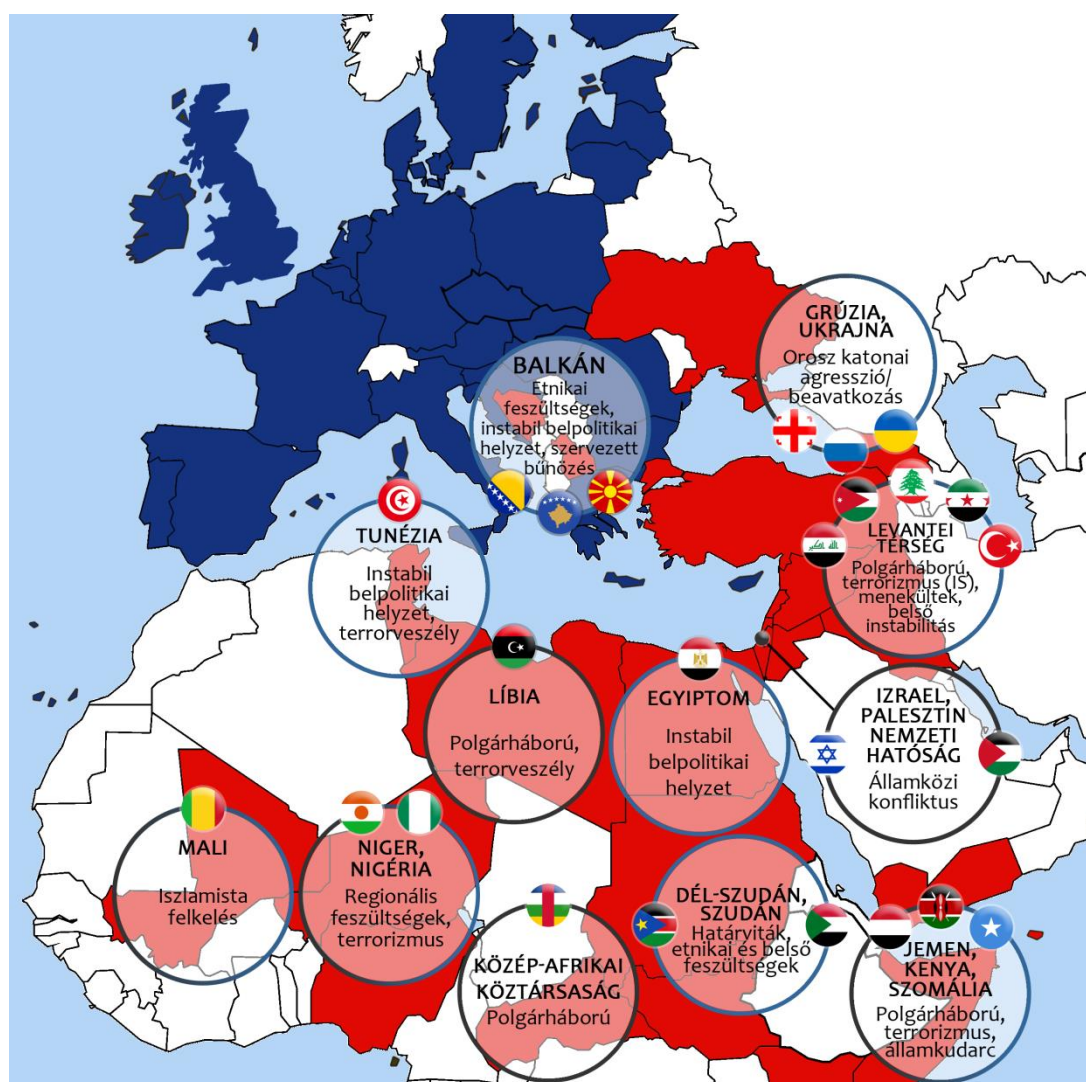 GRÚZIA,
UKRAJNA
Orosz katonai
agresszió/
beavatkozás
BALKÁN
Etnikai
feszültségek,
instabil belpolitikai
helyzet, szervezett
bűnözés
TUNÉZIA
Instabil
belpolitikai
helyzet,
terrorveszély
LEVANTEI
TÉRSÉG
Polgárháború,
terrorizmus (IS),
menekültek,
belső
instabilitás
LÍBIA
Polgárháború,
terrorveszély
EGYIPTOM
Instabil
belpolitikai
helyzet
IZRAEL,
PALESZTIN
NEMZETI
HATÓSÁG
Államközi
konfliktus
MALI
Iszlamista
felkelés
NIGER,
NIGÉRIA
Regionális
feszültségek,
terrorizmus
KÖZÉP-AFRIKAI
KÖZTÁRSASÁG
Polgárháború
DÉL-SZUDÁN,
SZUDÁN
Határviták,
etnikai és belső
feszültségek
JEMEN,
KENYA,
SZOMÁLIA
Polgárháború,
terrorizmus,
államkudarc